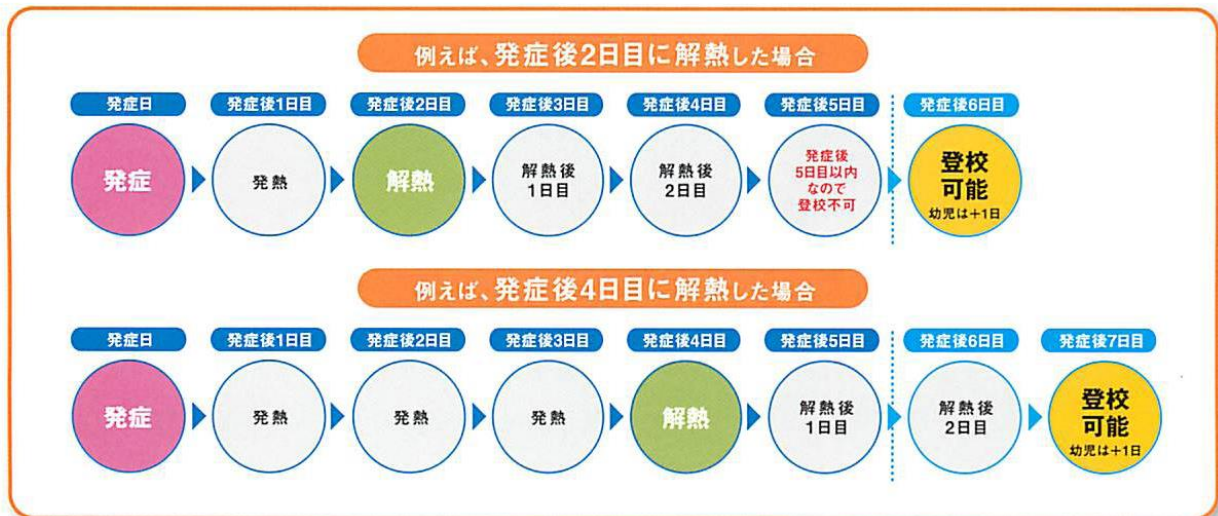 例えば、発症後2日目に解熱した場合
発症日 発症後1日目 発症後2日目 発症後3日目 発症後4日目 発症後5日目 発症後6日目
発症
発熱
解熱
解熱後
1日目
解熱後
2日目
発症後
5日目以内
なので
登校不可
登校
可能
幼児は+1日
例えば、発症後4日目に解熱した場合
発症日 発症後1日目 発症後2日目 発症後3日目 発症後4日目 発症後5日目 発症後6日目 発症後7日目
発症
発熱
発熱
発熱
解熱
解熱後
1日目
解熱後
2日目
登校
可能
幼児は+1日